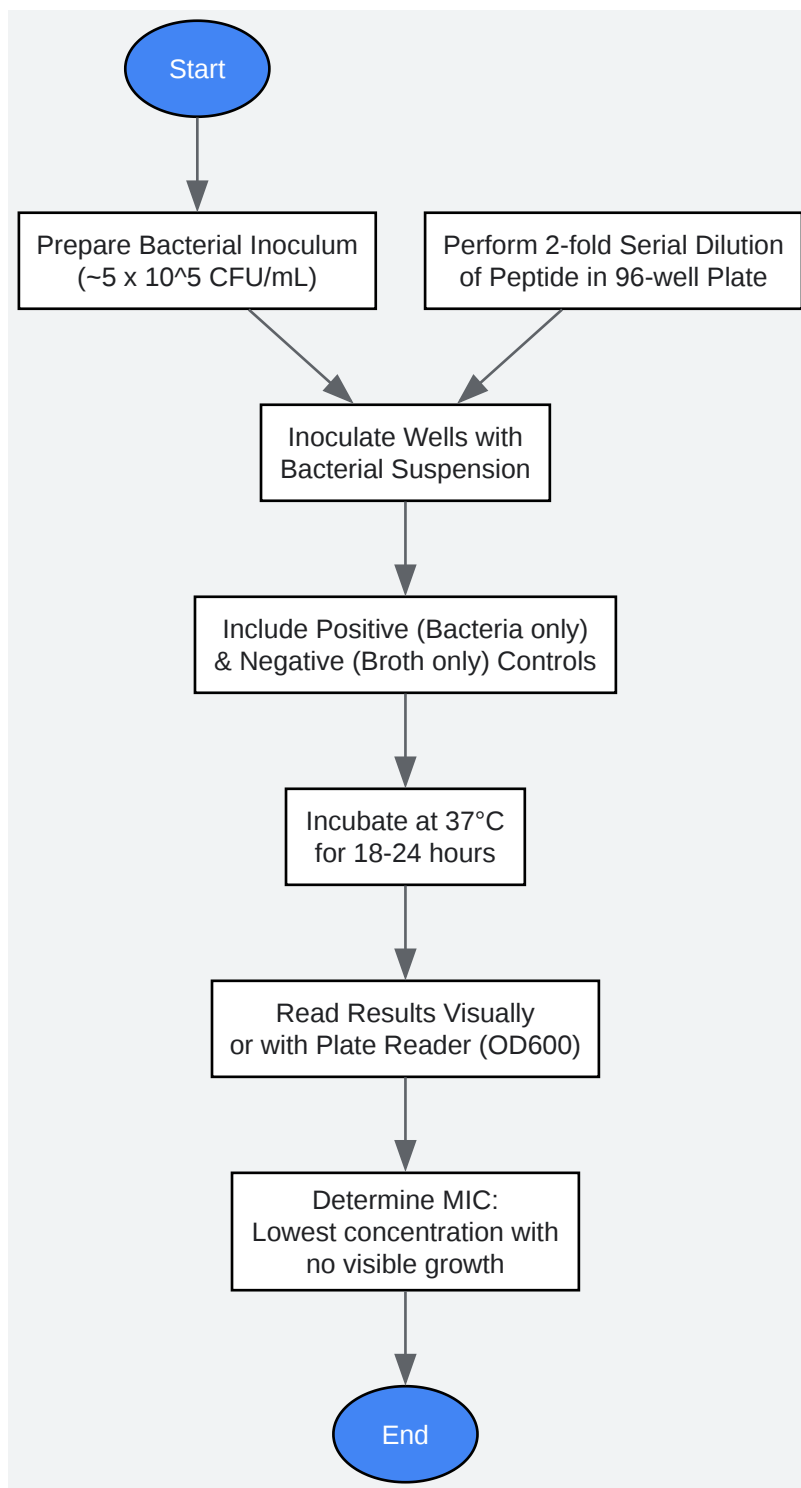 Start
Prepare Bacterial Inoculum
(~5 x 10^5 CFU/mL)
Perform 2-fold Serial Dilution
of Peptide in 96-well Plate
Inoculate Wells with
Bacterial Suspension
Include Positive (Bacteria only)
& Negative (Broth only) Controls
Incubate at 37°C
for 18-24 hours
Read Results Visually
or with Plate Reader (OD600)
Determine MIC:
Lowest concentration with
no visible growth
End